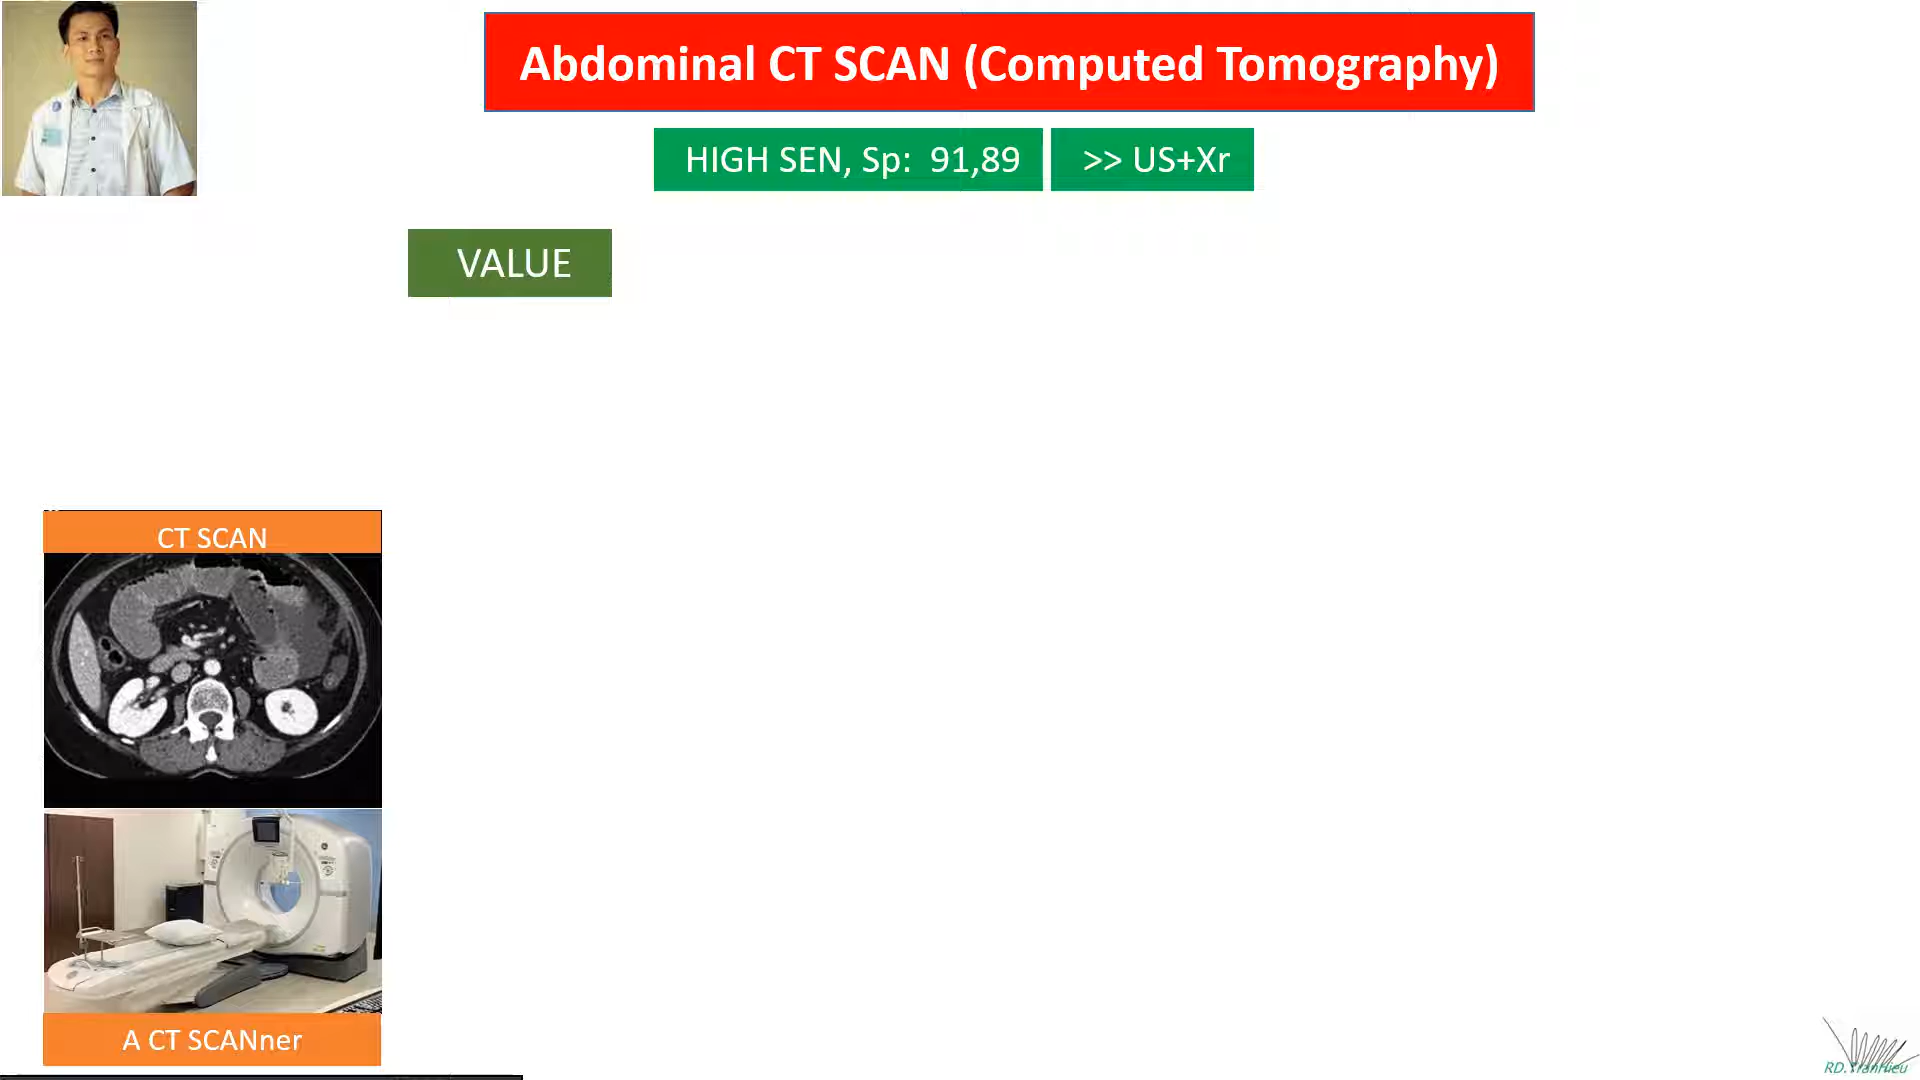 Abdominal CT SCAN (Computed Tomography)
HIGH SEN, Sp: 91,89
>> US+Xr
VALUE
CT SCAN
A CT SCANner